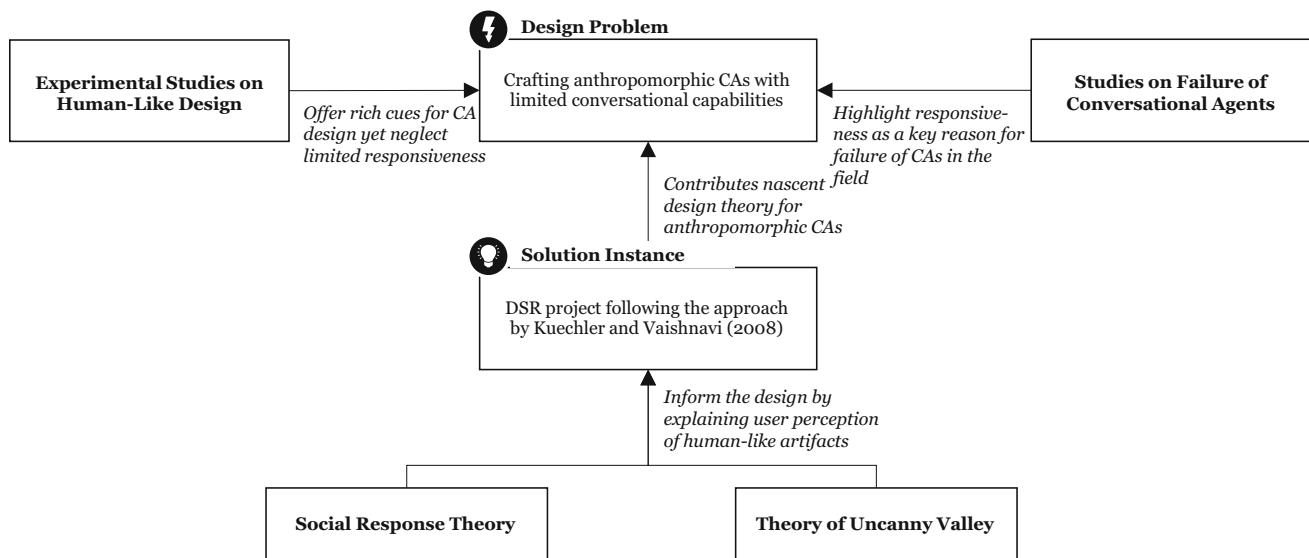 Design Problem
Experimental Studies on
Human-Like Design
Offer rich cues for CA
design yet neglect
limited responsiveness
Crafting anthropomorphic CAs with
limited conversational capabilities
Highlight responsive-
ness as a key reason for
failure of CAs in the
field
Studies on Failure of
Conversational Agents
Contributes nascent
design theory for
anthropomorphic CAs
Solution Instance
DSR project following the approach
by Kuechler and Vaishnavi (2008)
Inform the design by
explaining user perception
of human-like artifacts
Social Response Theory
Theory of Uncanny Valley